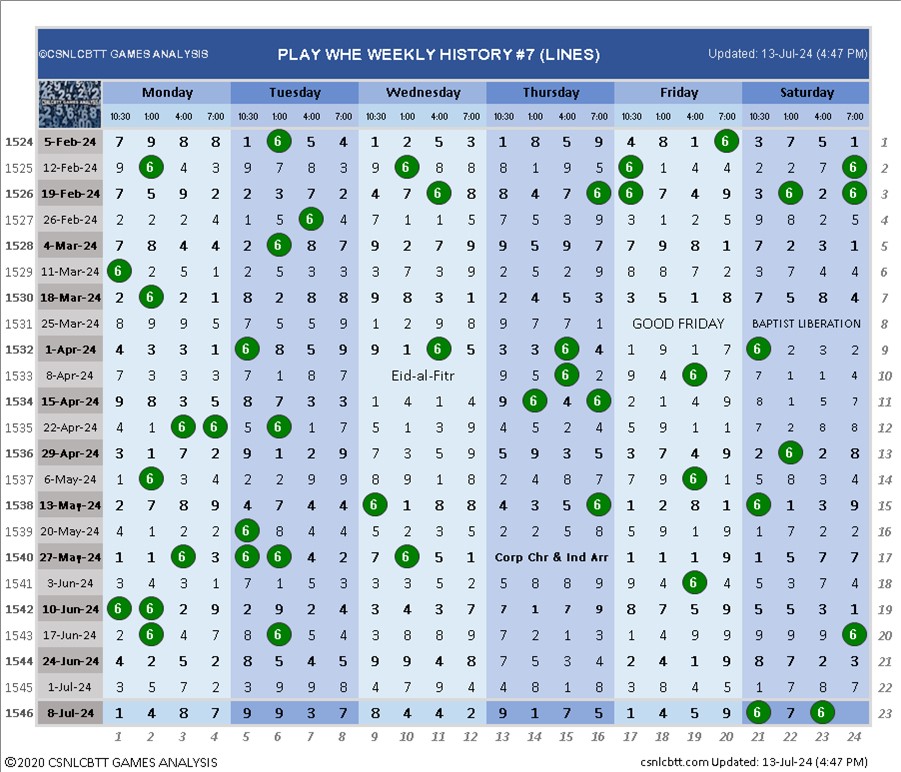 ©CSNLCBTT GAMES ANALYSIS PLAY WHE WEEKLY HISTORY #7 (LINES) Updated: 13-Jul-24 (4:47 PM)
Monday Tuesday Wednesday Thursday Friday Saturday
10:30 1:00 4:00 7:00 10:30 1:00 4:00 7:00 10:30 1:00 4:00 7:00 10:30 1:00 4:00 7:00 10:30 1:00 4:00 7:00 10:30 1:00 4:00 7:00
1524 5-Feb-24 7 9 8 8 1 6 5 4 1 2 5 3 1 8 5 9 4 8 1 6 3 7 5 1 1
1525 12-Feb-24 9 6 4 3 9 7 8 3 9 6 8 8 8 1 9 5 6 1 4 4 2 2 7 6 2
1526 19-Feb-24 7 5 9 2 2 3 7 2 4 7 6 8 8 4 7 6 6 7 4 9 3 6 2 6 3
1527 26-Feb-24 2 2 2 4 1 5 6 4 7 1 1 5 7 5 3 9 3 1 2 5 9 8 2 5 4
1528 4-Mar-24 7 8 4 4 2 6 8 7 9 2 7 9 9 5 9 7 7 9 8 1 7 2 3 1 5
1529 11-Mar-24 6 2 5 1 2 5 3 3 3 7 3 9 2 5 2 9 8 8 7 2 3 7 4 4 6
1530 18-Mar-24 2 6 2 1 8 2 8 8 9 8 3 1 2 4 5 3 3 5 1 8 7 5 8 4 7
1531 25-Mar-24 8 9 9 5 7 5 5 9 1 2 9 8 9 7 7 1 GOOD FRIDAY BAPTIST LIBERATION 8
1532 1-Apr-24 4 3 3 1 6 8 5 9 9 1 6 5 3 3 6 4 1 9 1 7 6 2 3 2 9
1533 8-Apr-24 7 3 3 3 7 1 8 7 Eid-al-Fitr 9 5 6 2 9 4 6 4 7 1 1 4 10
1534 15-Apr-24 9 8 3 5 8 7 3 3 1 4 1 4 9 6 4 6 2 1 4 9 8 1 5 7 11
1535 22-Apr-24 4 1 6 6 5 6 1 7 5 1 3 9 4 5 2 4 5 9 1 1 7 2 8 8 12
1536 29-Apr-24 3 1 7 2 9 1 2 9 7 3 5 9 5 9 3 5 3 7 4 9 2 6 2 8 13
1537 6-May-24 1 6 3 4 2 2 9 9 8 9 1 8 2 4 8 7 7 9 6 1 5 8 3 4 14
1538 13-May-24 2 7 8 9 4 7 4 4 6 1 8 8 4 3 5 6 1 2 8 1 6 1 3 9 15
1539 20-May-24 4 1 2 2 6 8 4 4 5 2 3 5 2 2 5 8 5 9 1 9 1 7 2 2 16
1540 27-May-24 1 1 6 3 6 6 4 2 7 6 5 1 Corp Chr & Ind Arr 1 1 1 9 1 5 7 7 17
1541 3-Jun-24 3 4 3 1 7 1 5 3 3 3 5 2 5 8 8 9 4 9 6 4 5 3 7 4 18
1542 10-Jun-24 6 6 2 9 2 9 2 4 3 4 3 7 7 1 7 9 8 7 5 9 5 5 3 1 19
1543 17-Jun-24 2 6 4 7 8 6 5 4 3 8 8 9 7 2 1 3 1 4 9 9 9 9 9 6 20
1544 24-Jun-24 4 2 5 2 8 5 4 5 9 9 4 8 7 5 3 4 2 4 1 9 8 7 2 3 21
1545 1-Jul-24 3 5 7 2 3 9 9 8 4 7 9 4 4 8 1 8 3 8 4 5 1 7 8 7 22
1546 8-Jul-24 1 4 8 7 9 9 3 7 8 4 4 2 9 1 7 5 1 4 5 9 6 7 6 23
1 2 3 4 5 6 7 8 9 10 11 12 13 14 15 16 17 18 19 20 21 22 23 24
©2020 CSNLCBTT GAMES ANALYSIS csnlcbtt.com Updated: 13-Jul-24 (4:47 PM)